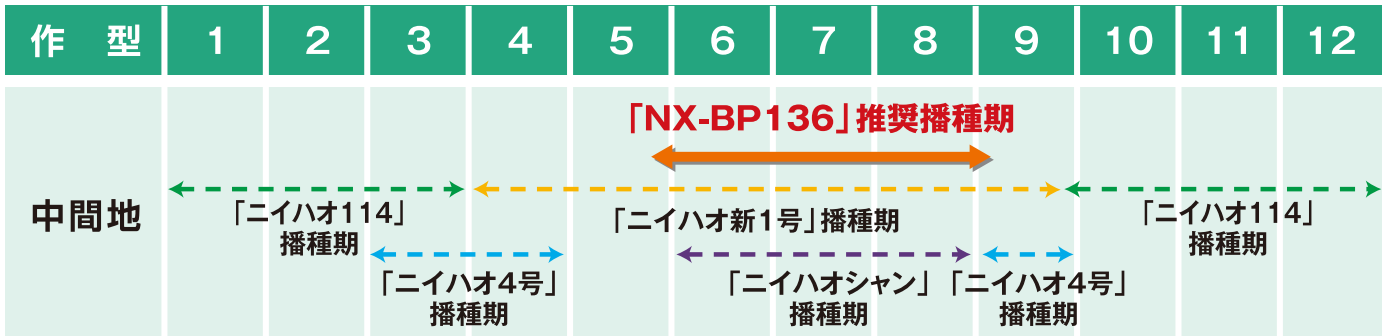 作型 1 2 3 4 5 6 7 8 9 10 11 12
「NX-BP136」推奨播種期
中間地
「ニイハオ114」
播種期
「ニイハオ新1号」播種期
「ニイハオ114」
播種期
「ニイハオ4号」
播種期
「ニイハオシャン」
播種期
「ニイハオ4号」
播種期